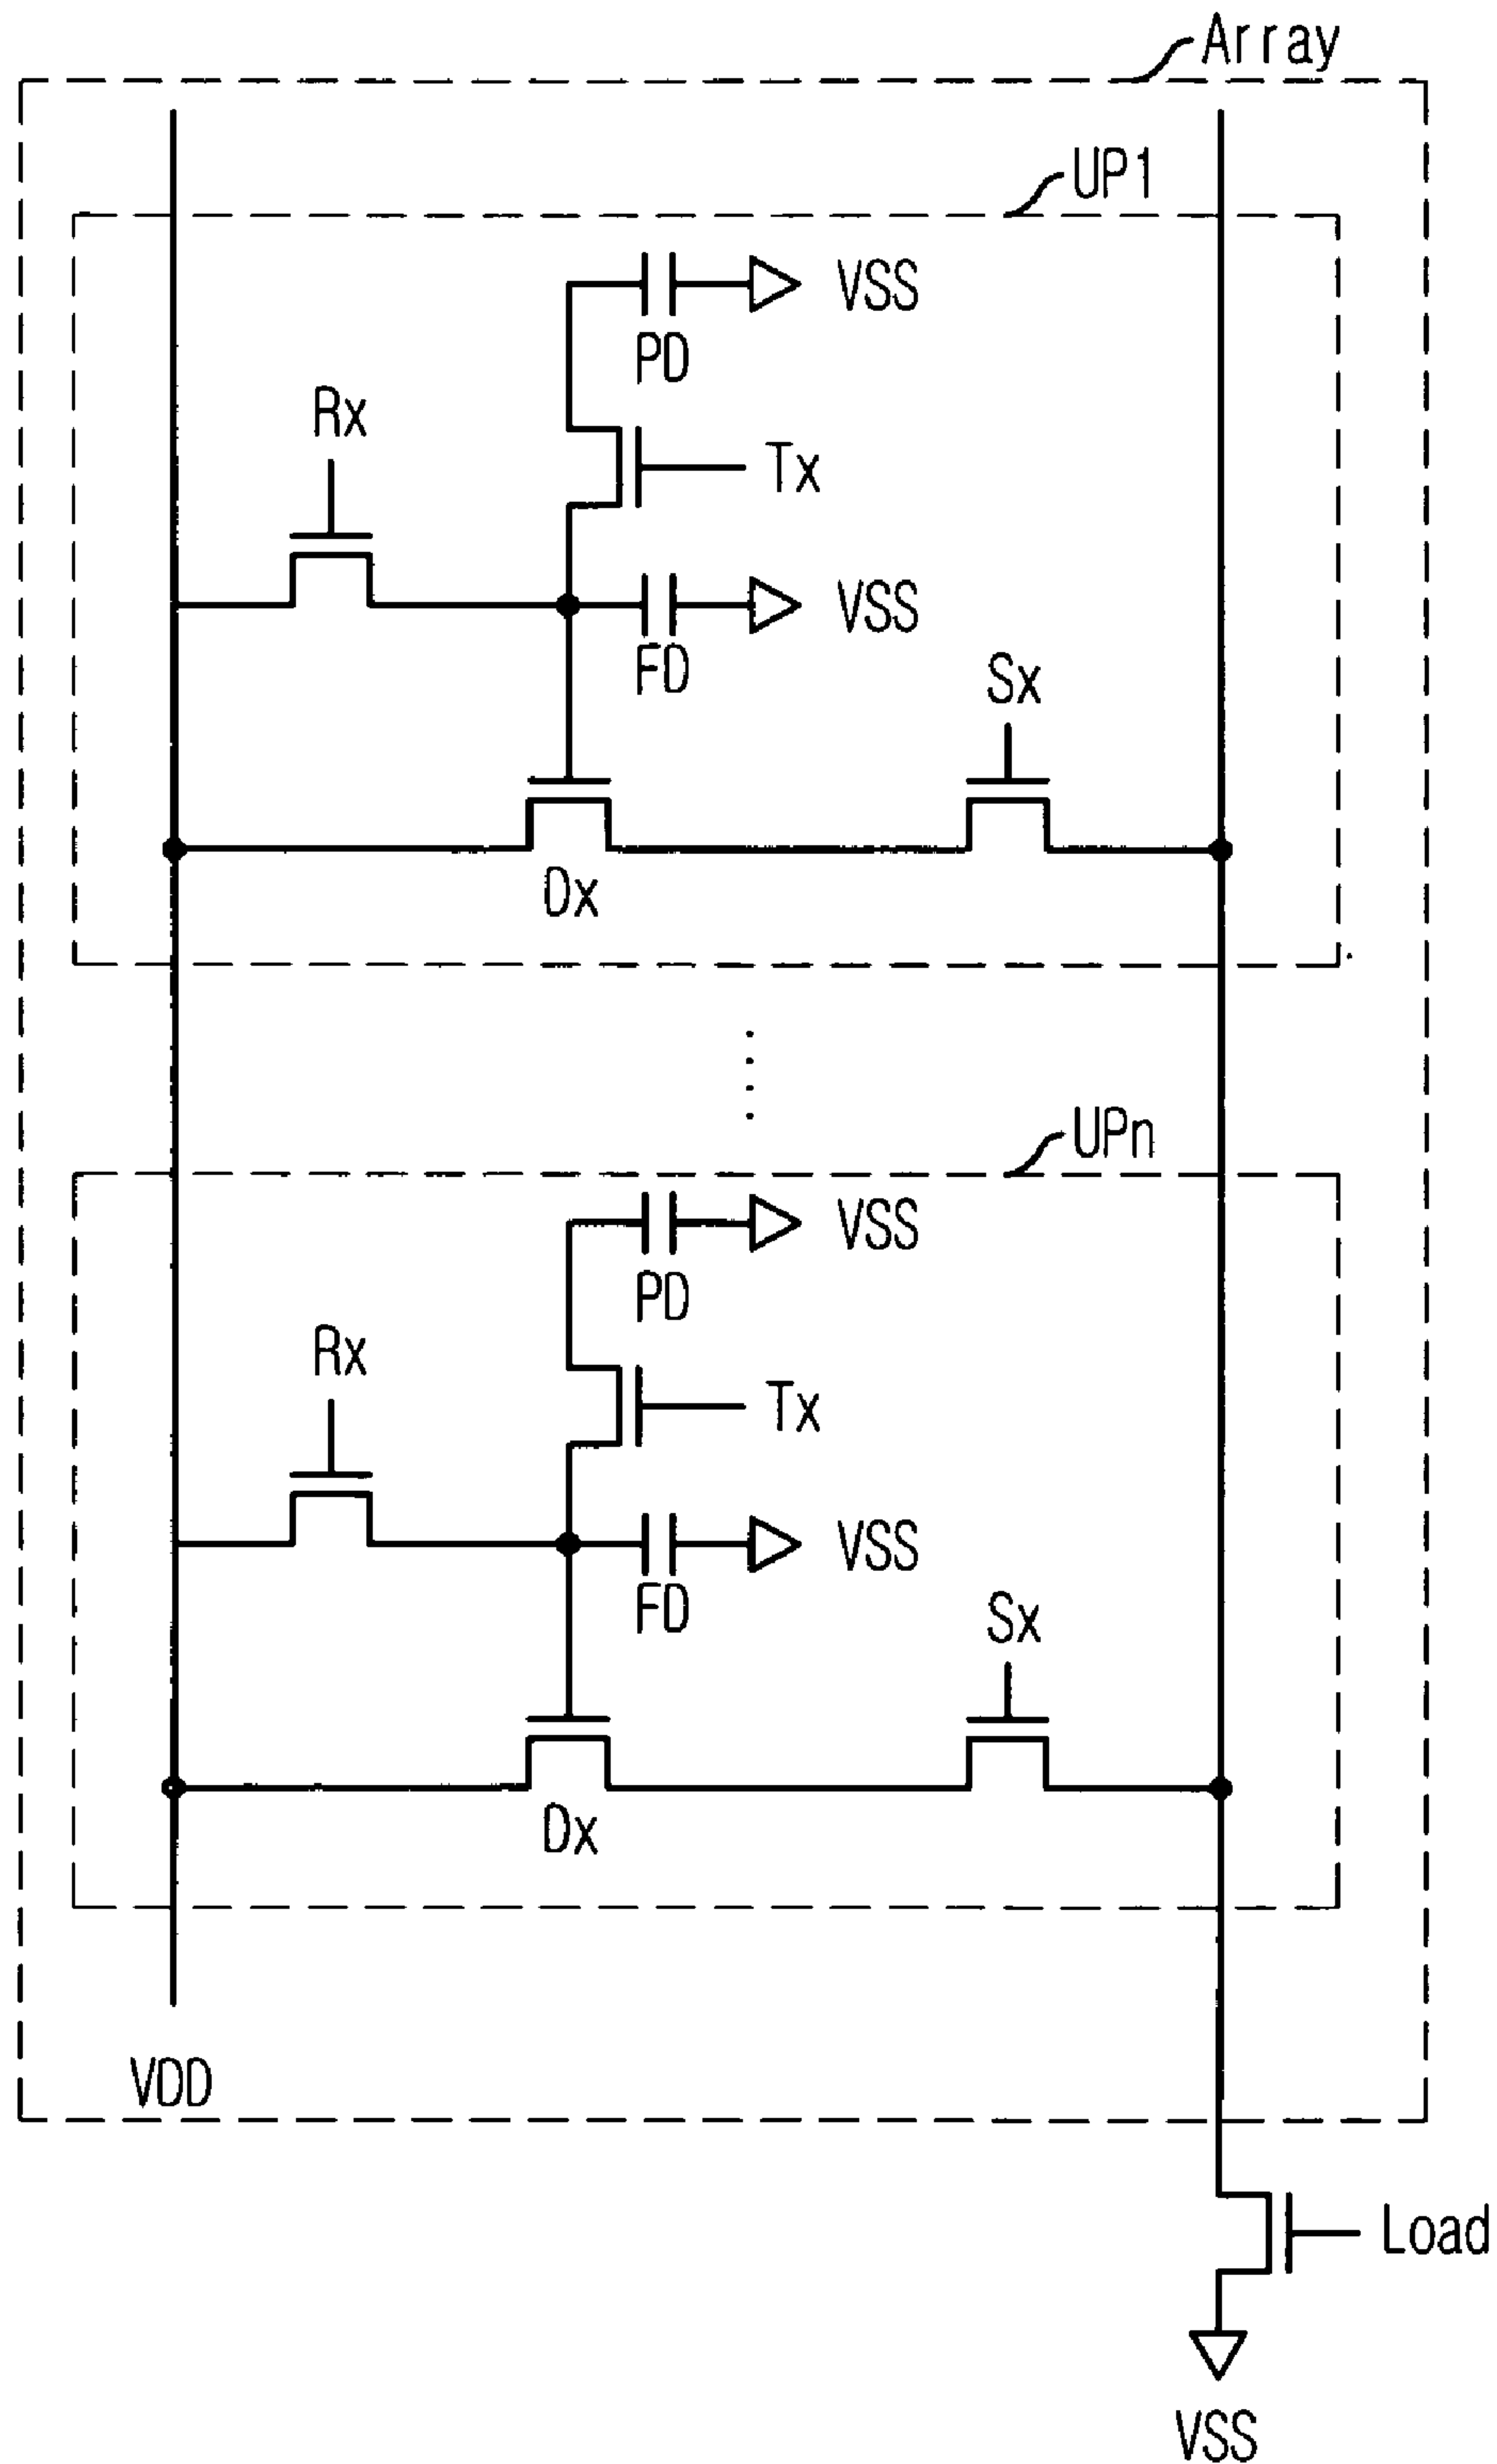 Array
UP1
VSS
PD
Rx
Tx
VSS
FD
Sx
Dx
UPn
VSS
PD
Rx
Tx
VSS
FD
Sx
Dx
VDD
Load
VSS